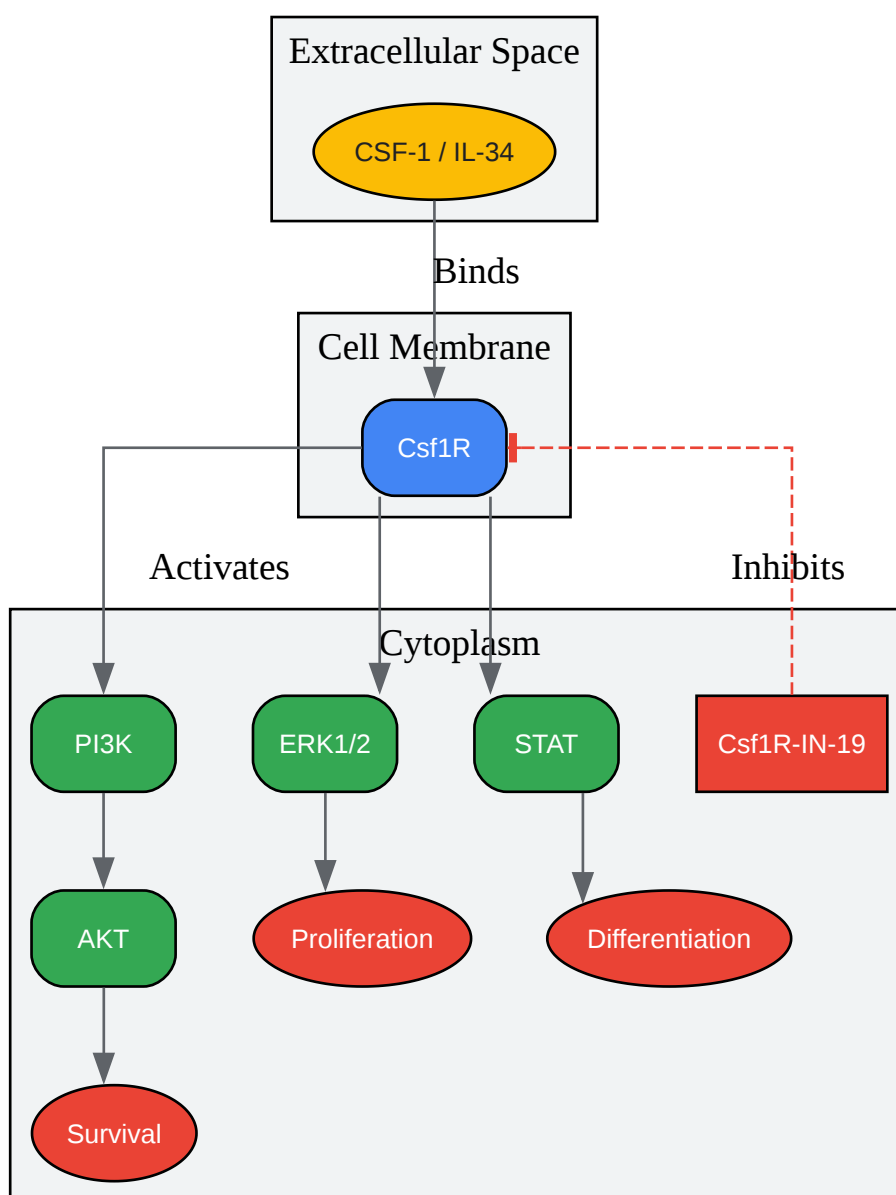 Extracellular Space
CSF-1 / IL-34
Binds
Cell Membrane
Csf1R
Activates
Inhibits
Cytoplasm
PI3K
ERK1/2
STAT
Csf1R-IN-19
AKT
Proliferation
Differentiation
Survival